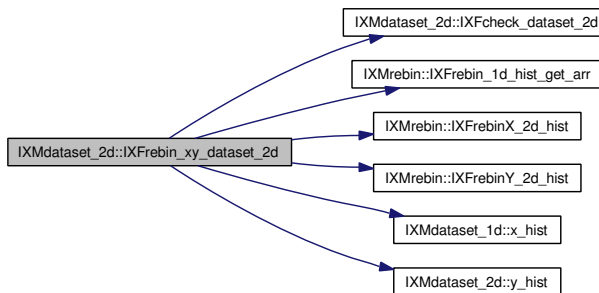 IXMdataset_2d::IXFcheck_dataset_2d
IXMrebin::IXFrebin_1d_hist_get_arr
IXMrebin::IXFrebinX_2d_hist
IXMdataset_2d::IXFrebin_xy_dataset_2d
IXMrebin::IXFrebinY_2d_hist
IXMdataset_1d::x_hist
IXMdataset_2d::y_hist